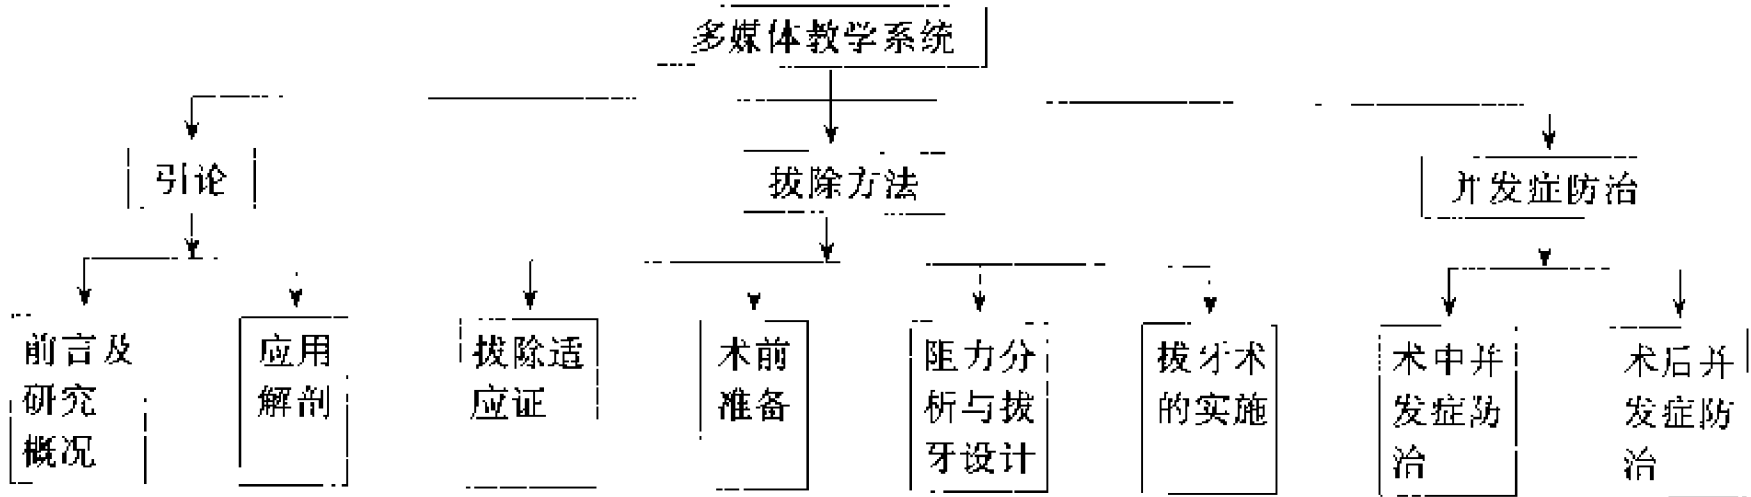 多媒体教学系统
引论
拔除方法
并发症防治
前言及
研究
概况
应用
解剖
拔除适
应证
术前
准备
阻力分
析与拔
牙设计
拔牙术
的实施
术中并
发症防
治
术后并
发症防
治